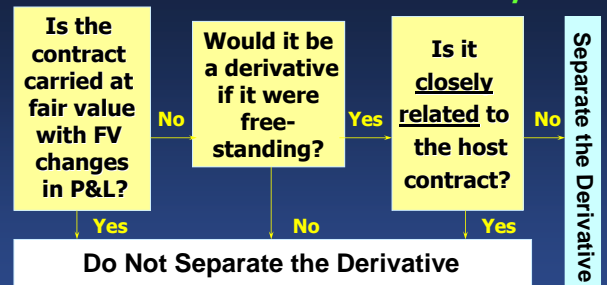 Is the
contract
carried at
fair value
with FV
changes
in P&L?
No
Would it be
a derivative
if it were
free-
standing?
Yes
Is it
closely
related to
the host
contract?
No
Separate the Derivative
Yes
No
Yes
Do Not Separate the Derivative